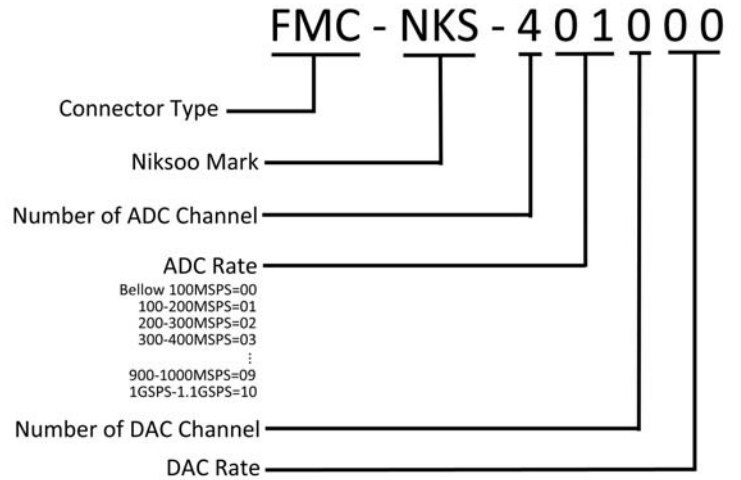 FMC - NKS - 4 0 1 0 0 0
Connector Type
Niksoo Mark
Number of ADC Channel
ADC Rate
Bellow 100MSPS=00
100-200MSPS=01
200-300MSPS=02
300-400MSPS=03
⋮
900-1000MSPS=09
1GSPS-1.1GSPS=10
Number of DAC Channel
DAC Rate